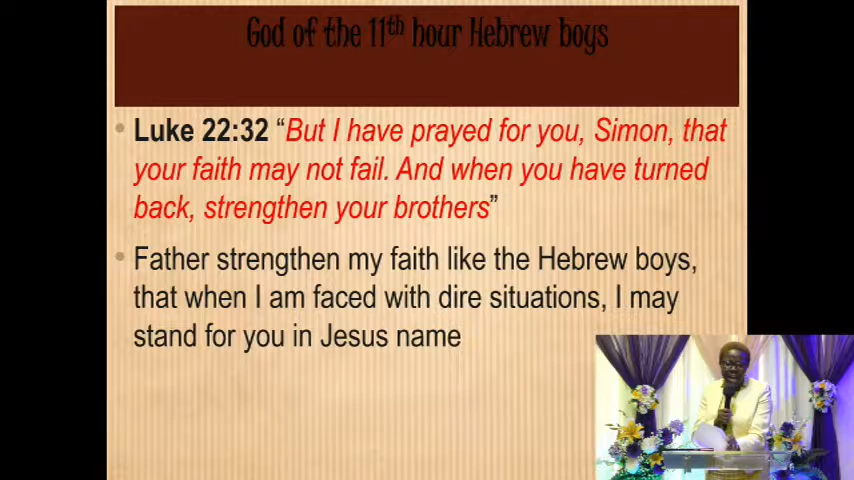 God of the 11th hour Hebrew boys
• Luke 22:32 “But I have prayed for you, Simon, that
your faith may not fail. And when you have turned
back, strengthen your brothers”
• Father strengthen my faith like the Hebrew boys,
that when I am faced with dire situations, I may
stand for you in Jesus name